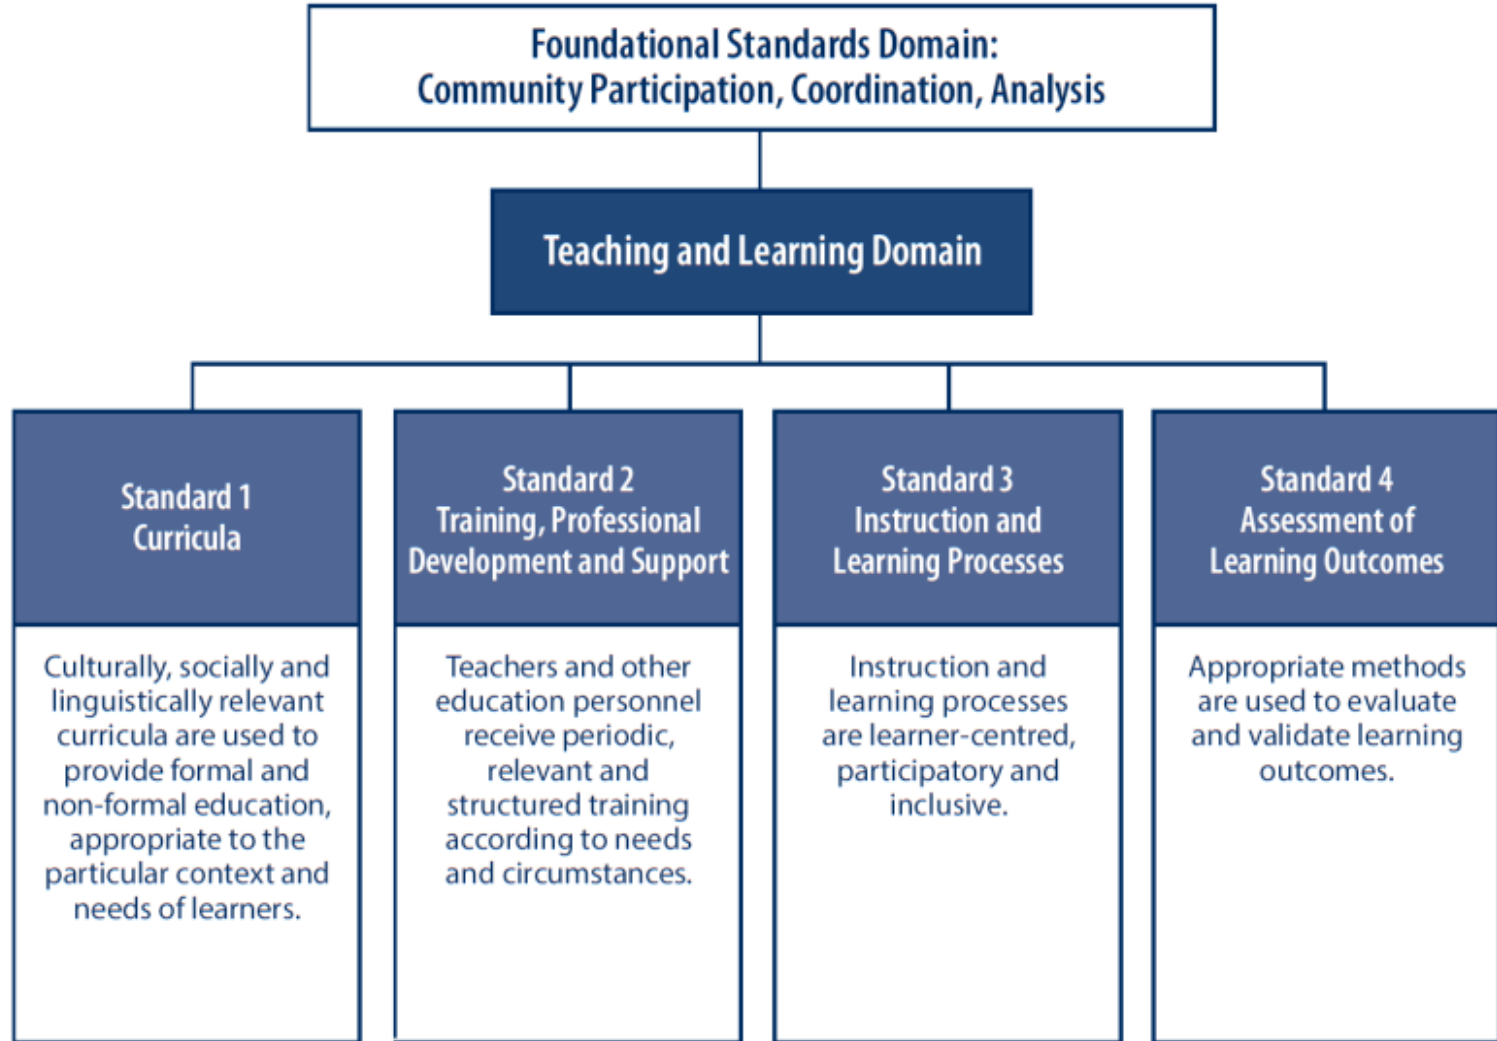 Foundational Standards Domain:
Community Participation, Coordination, Analysis
Teaching and Learning Domain
Standard 1
Curricula
Culturally, socially and
linguistically relevant
curricula are used to
provide formal and
non-formal education,
appropriate to the
particular context and
needs of learners.
Standard 2
Training, Professional
Development and Support
Teachers and other
education personnel
receive periodic,
relevant and
structured training
according to needs
and circumstances.
Standard 3
Instruction and
Learning Processes
Instruction and
learning processes
are learner-centred,
participatory and
inclusive.
Standard 4
Assessment of
Learning Outcomes
Appropriate methods
are used to evaluate
and validate learning
outcomes.